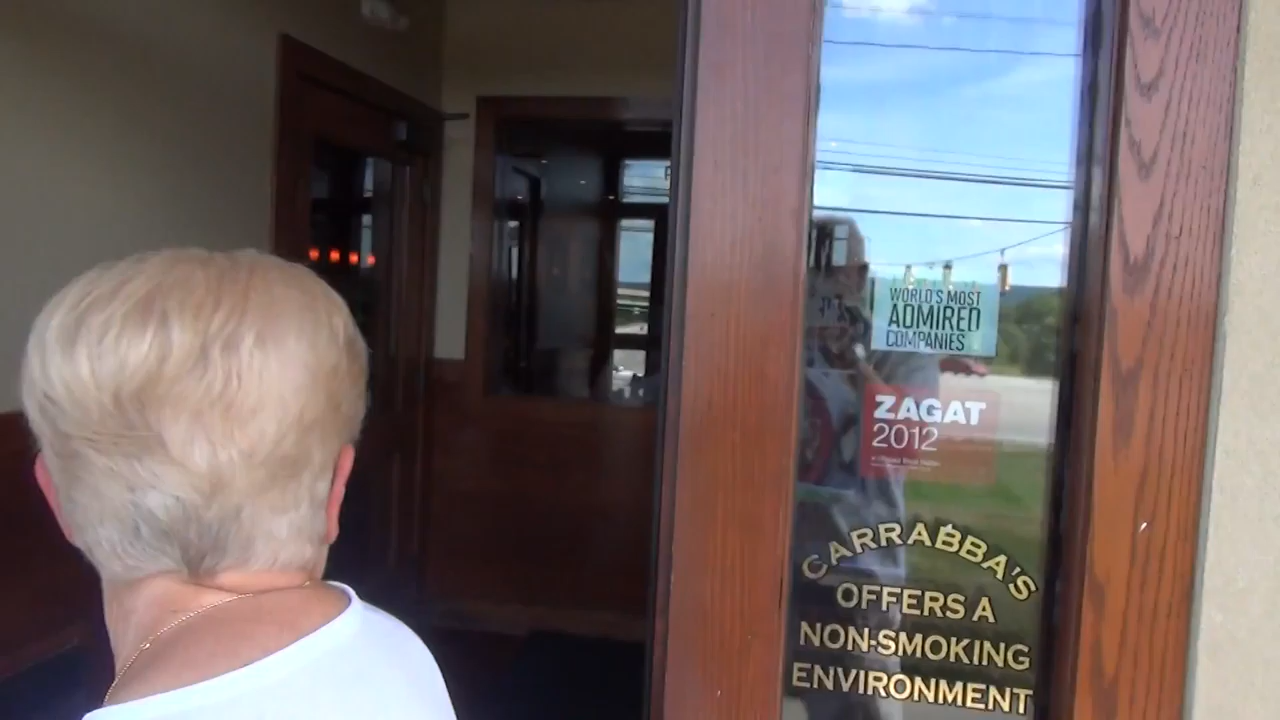 WORLD'S MOST
ADMIRED
COMPANIES
ZAGAT
2012
CARRABBA'S
OFFERS A
NON-SMOKING
ENVIRONMENT